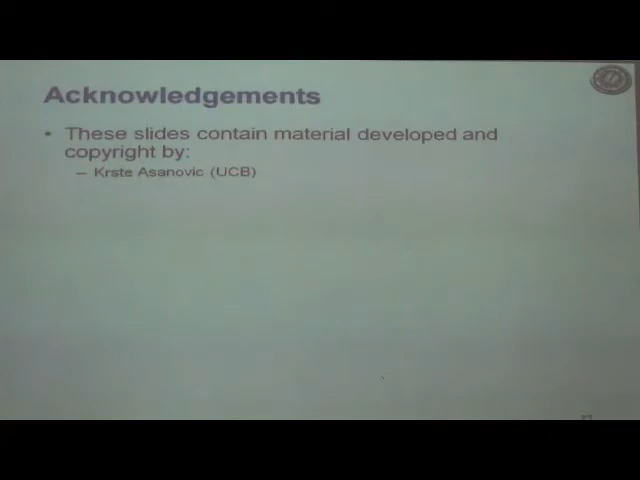 Acknowledgements
• These slides contain material developed and
copyright by:
– Krste Asanovic (UCB)